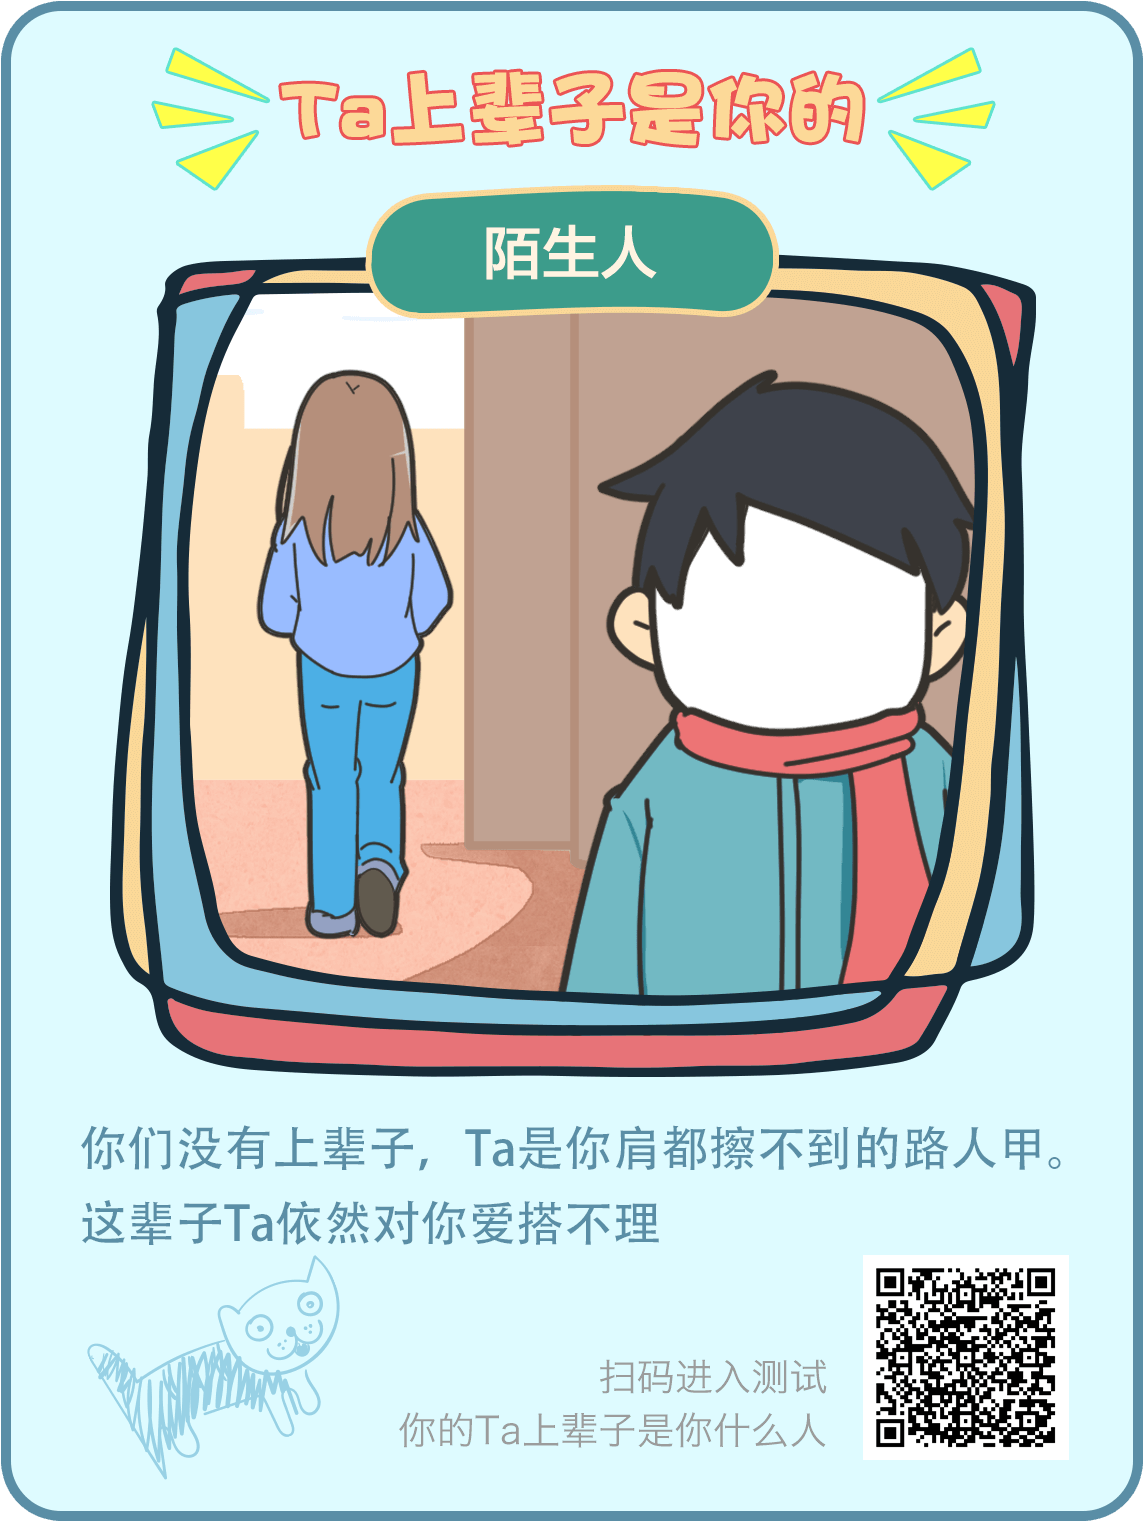 Ta上辈子是你的
陌生人
你们没有上辈子，Ta是你肩都擦不到的路人甲。
这辈子Ta依然对你爱搭不理
扫码进入测试
你的Ta上辈子是你什么人